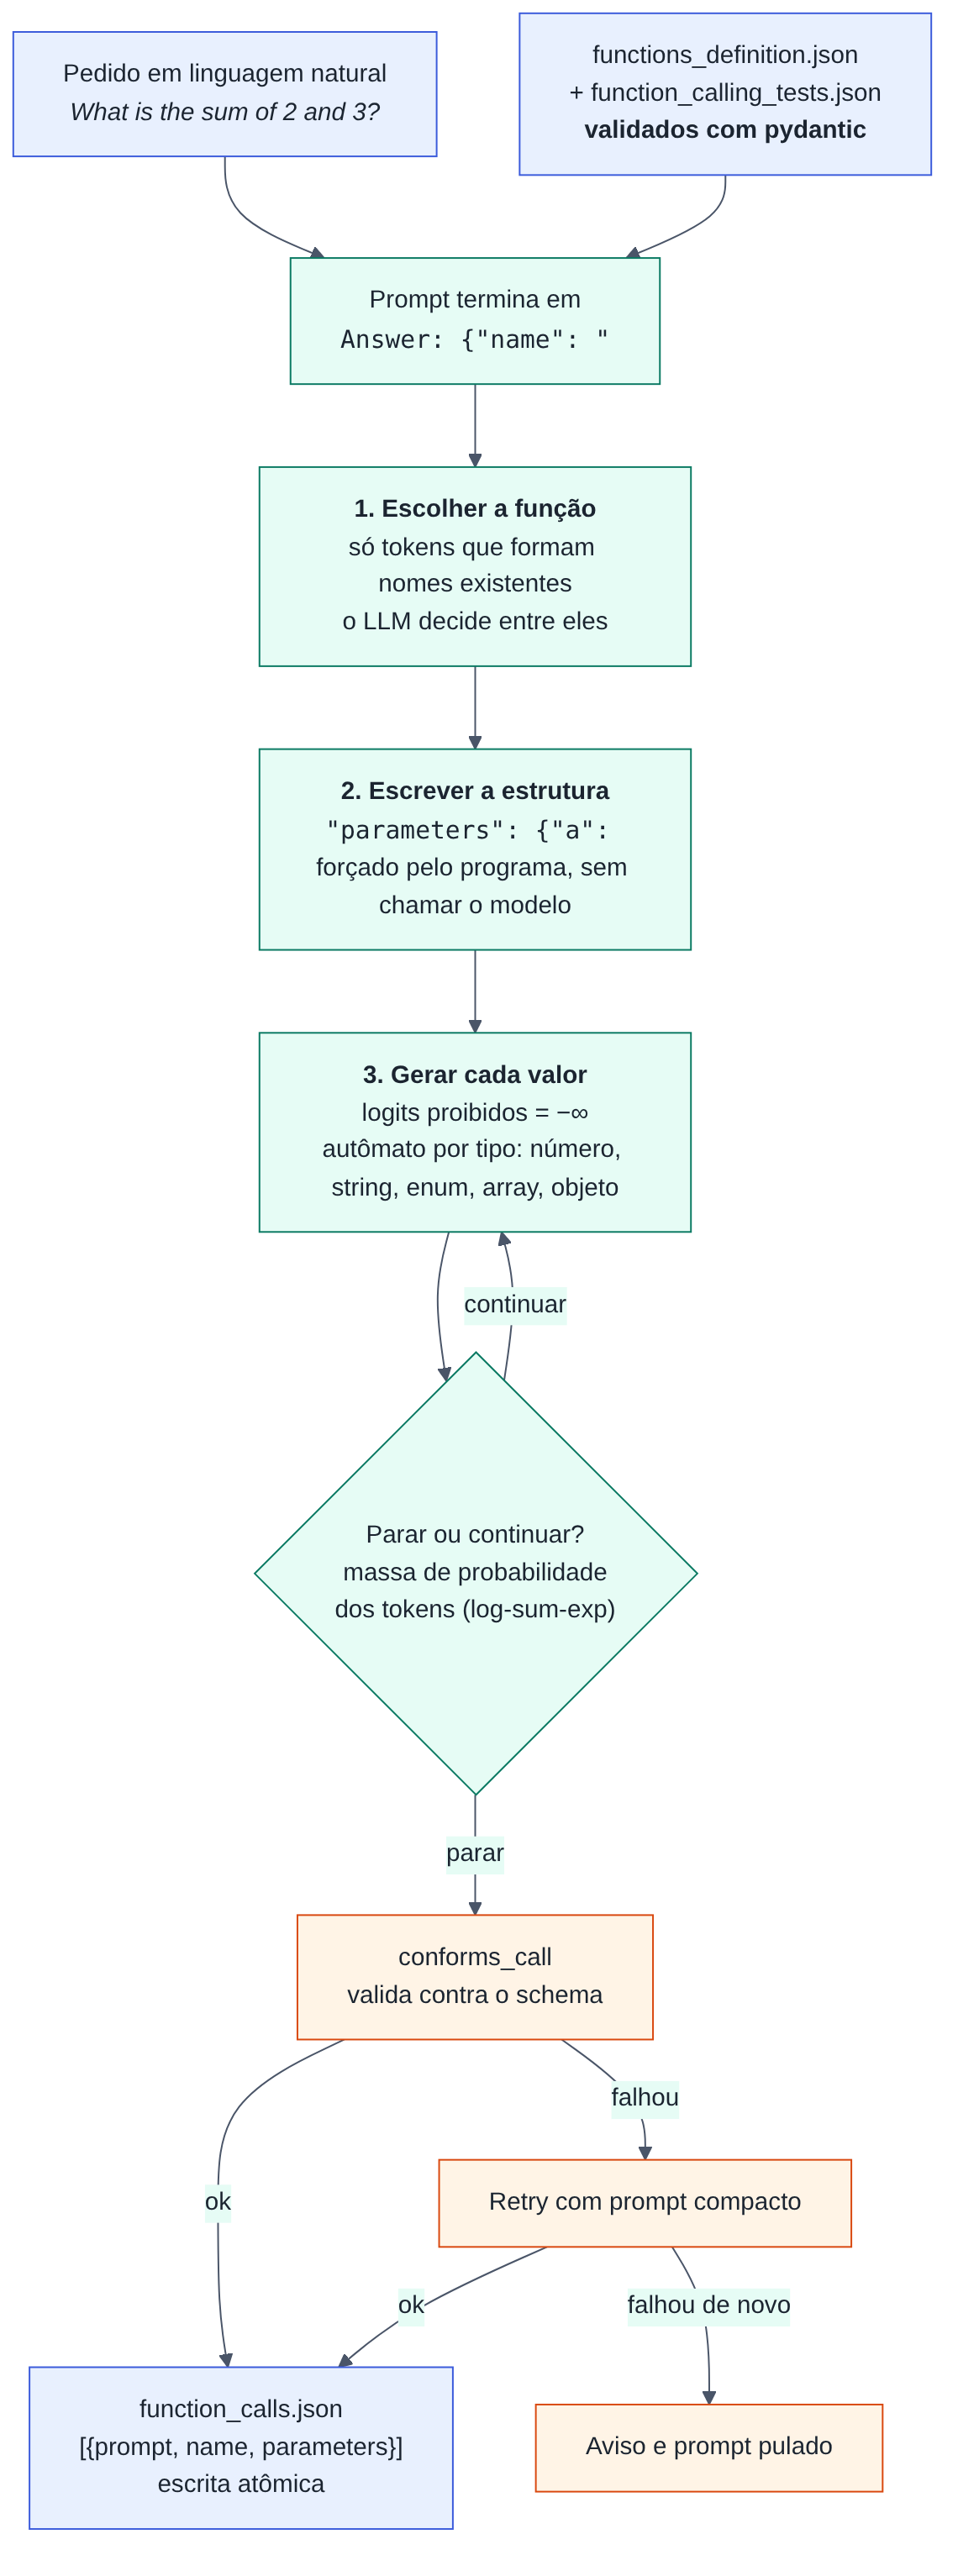 Pedido em linguagem natural
What is the sum of 2 and 3?
functions_definition.json
+ function_calling_tests.json
validados com pydantic
Prompt termina em
Answer: {"name": "
1. Escolher a função
só tokens que formam
nomes existentes
o LLM decide entre eles
2. Escrever a estrutura
"parameters": {"a":
forçado pelo programa, sem
chamar o modelo
3. Gerar cada valor
logits proibidos = −∞
autômato por tipo: número,
string, enum, array, objeto
continuar
Parar ou continuar?
massa de probabilidade
dos tokens (log-sum-exp)
parar
conforms_call
valida contra o schema
falhou
Retry com prompt compacto
ok
ok
falhou de novo
function_calls.json
[{prompt, name, parameters}]
escrita atômica
Aviso e prompt pulado